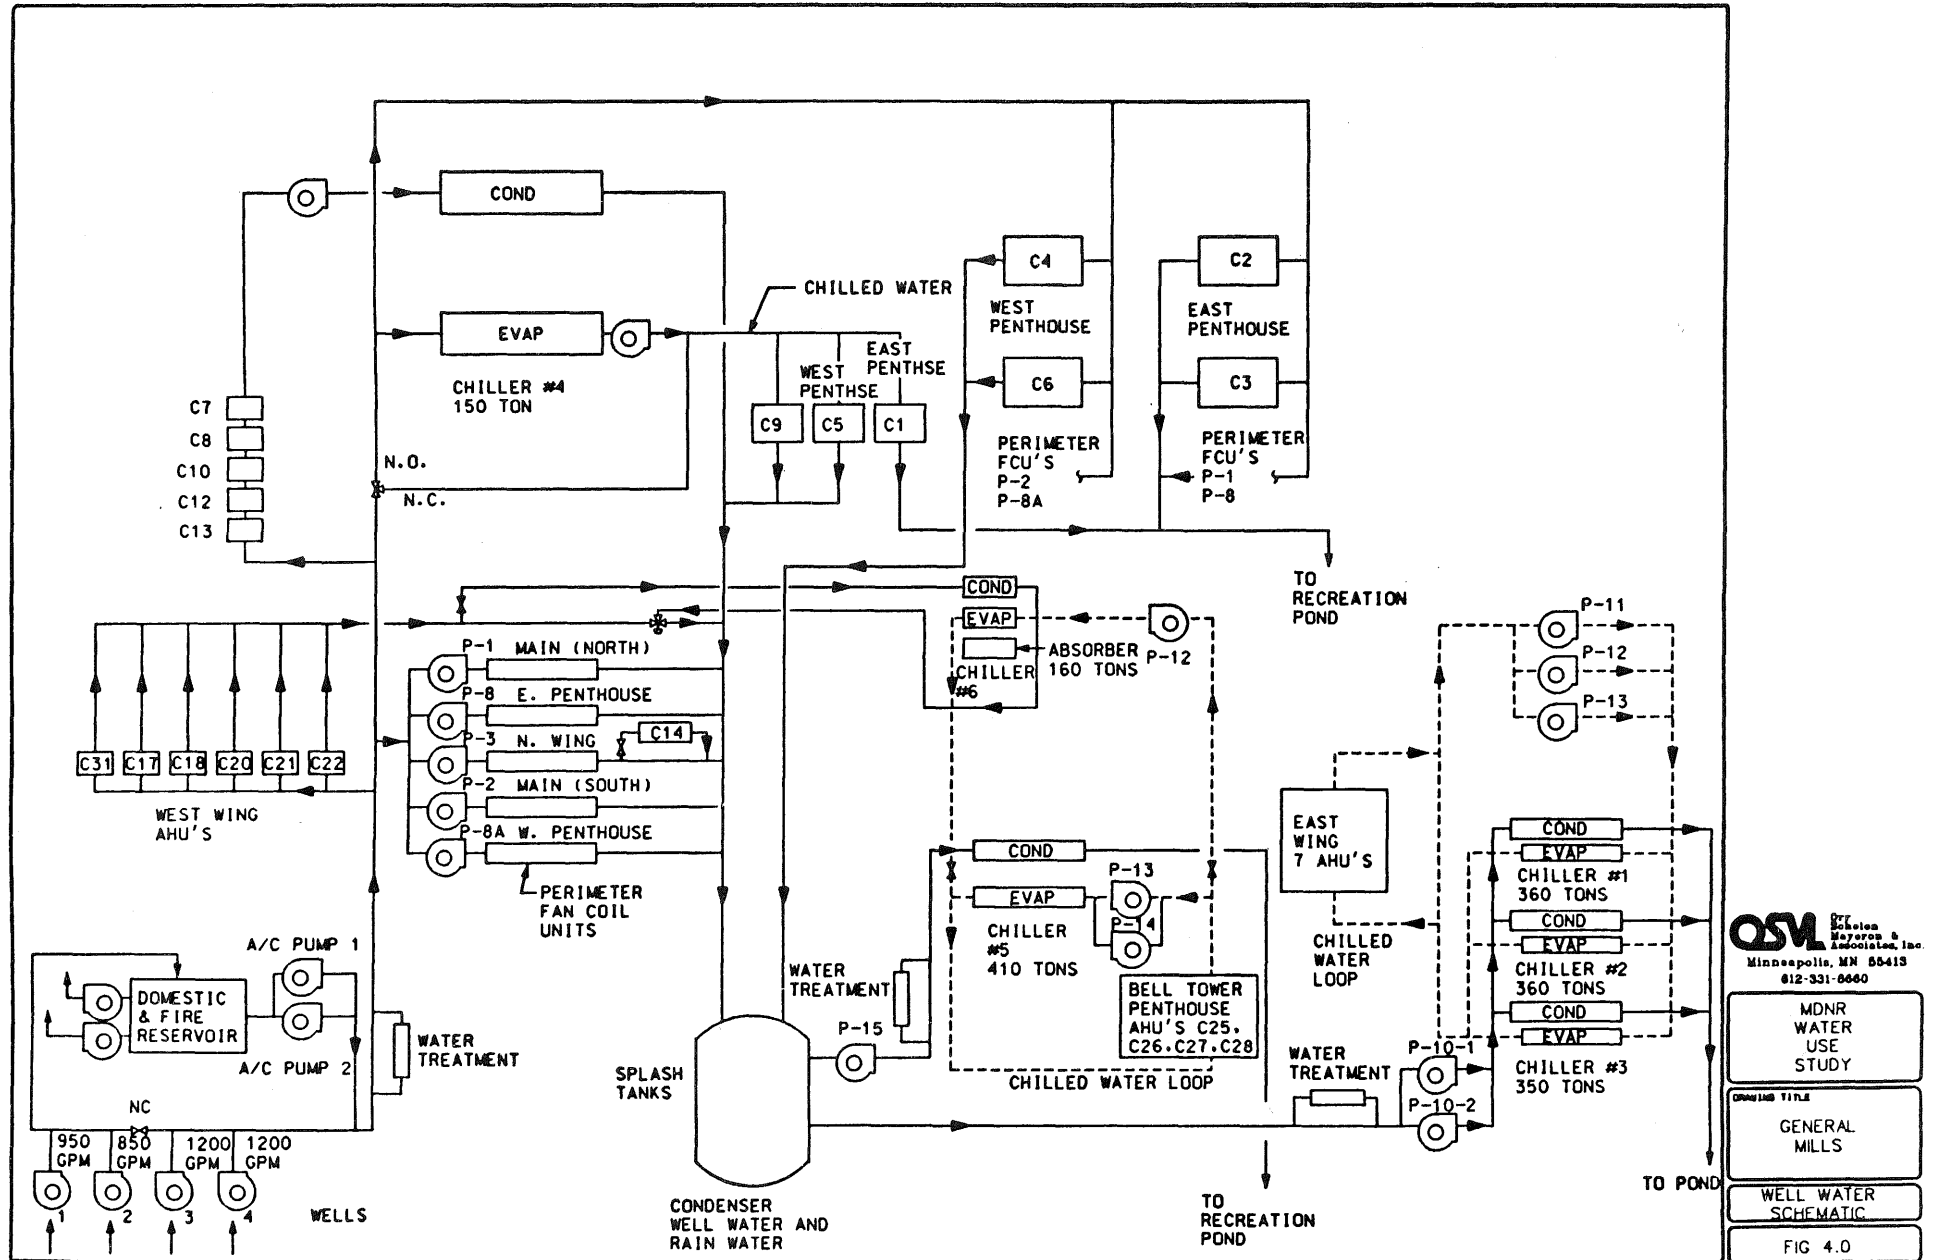 COND
C4
C2
CHILLED WATER
WEST
PENTHOUSE
EAST
PENTHOUSE
EVAP
EAST
PENTHSE
WEST
PENTHSE
C6
C3
CHILLER #4
150 TON
C7
C8
C10
C12
C13
C9
C5
C1
N.O.
N.C.
PERIMETER
FCU'S
P-2
P-8A
PERIMETER
FCU'S
P-1
P-8
TO
RECREATION
POND
COND
EVAP
ABSORBER
160 TONS
CHILLER
#6
P-12
P-11
P-12
P-13
P-1 MAIN (NORTH)
P-8 E. PENTHOUSE
P-3 N. WING
C14
P-2 MAIN (SOUTH)
P-8A W. PENTHOUSE
PERIMETER
FAN COIL
UNITS
C31
C17
C18
C20
C21
C22
WEST WING
AHU'S
EAST
WING
7 AHU'S
CHILLED
WATER
LOOP
COND
EVAP
CHILLER #1
360 TONS
COND
EVAP
CHILLER #2
360 TONS
COND
EVAP
CHILLER #3
350 TONS
COND
EVAP
P-13
P-14
CHILLER
#5
410 TONS
BELL TOWER
PENTHOUSE
AHU'S C25,
C26,C27,C28
CHILLED WATER LOOP
WATER
TREATMENT
P-15
A/C PUMP 1
DOMESTIC
& FIRE
RESERVOIR
A/C PUMP 2
WATER
TREATMENT
SPLASH
TANKS
WATER
TREATMENT
P-10-1
P-10-2
NC
950
GPM
850
GPM
1200
GPM
1200
GPM
1
2
3
4
WELLS
CONDENSER
WELL WATER AND
RAIN WATER
TO
RECREATION
POND
TO POND
OSM
Orr
Schelen
Mayeron &
Associates, Inc.
Minneapolis, MN 55413
612-331-8660
MDNR
WATER
USE
STUDY
DRAWING TITLE
GENERAL
MILLS
WELL WATER
SCHEMATIC
FIG 4.0